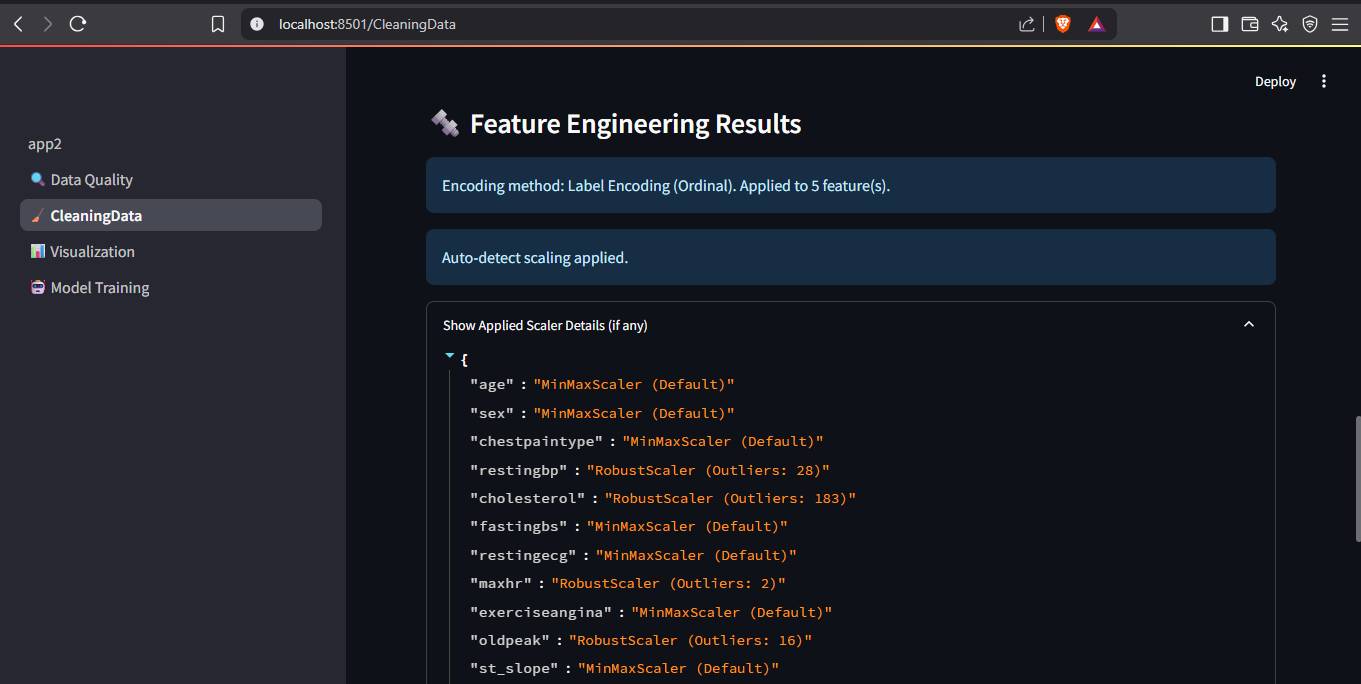 localhost:8501/CleaningData
Deploy
app2
Data Quality
CleaningData
Visualization
Model Training
Feature Engineering Results
Encoding method: Label Encoding (Ordinal). Applied to 5 feature(s).
Auto-detect scaling applied.
Show Applied Scaler Details (if any)
{
"age" : "MinMaxScaler (Default)"
"sex" : "MinMaxScaler (Default)"
"chestpaintype" : "MinMaxScaler (Default)"
"restingbp" : "RobustScaler (Outliers: 28)"
"cholesterol" : "RobustScaler (Outliers: 183)"
"fastingbs" : "MinMaxScaler (Default)"
"restingecg" : "MinMaxScaler (Default)"
"maxhr" : "RobustScaler (Outliers: 2)"
"exerciseangina" : "MinMaxScaler (Default)"
"oldpeak" : "RobustScaler (Outliers: 16)"
"st_slope" : "MinMaxScaler (Default)"